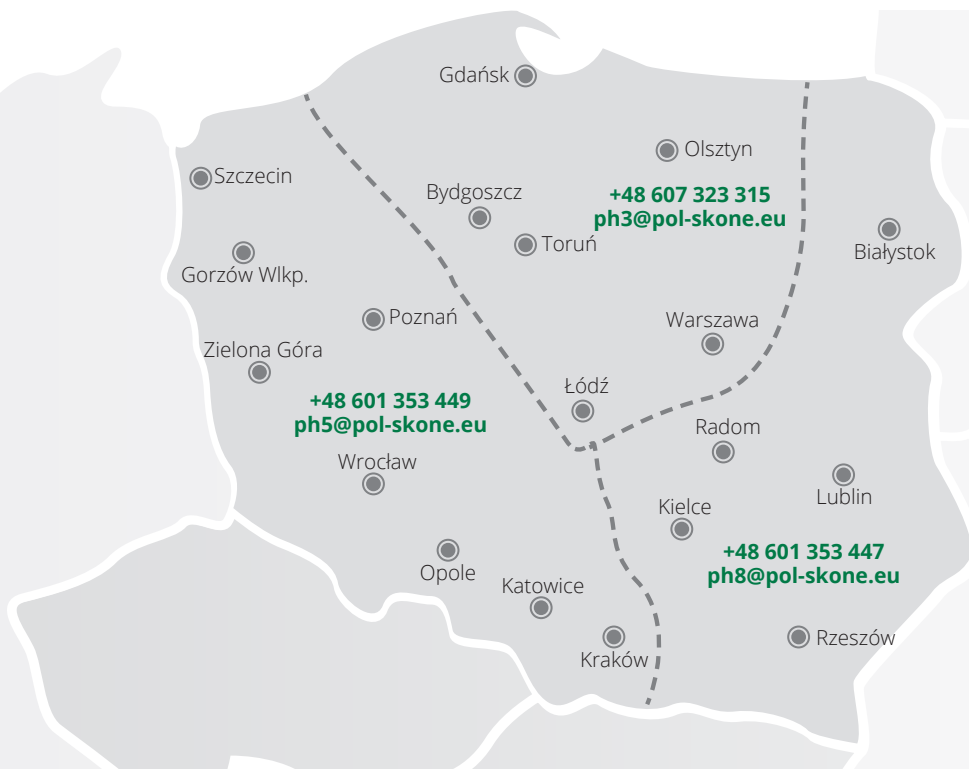 Gdańsk
Olsztyn
Szczecin
Bydgoszcz
+48 607 323 315
ph3@pol-skone.eu
Toruń
Białystok
Gorzów Wlkp.
Poznań
Warszawa
Zielona Góra
Łódź
+48 601 353 449
ph5@pol-skone.eu
Radom
Wrocław
Lublin
Kielce
+48 601 353 447
ph8@pol-skone.eu
Opole
Katowice
Rzeszów
Kraków